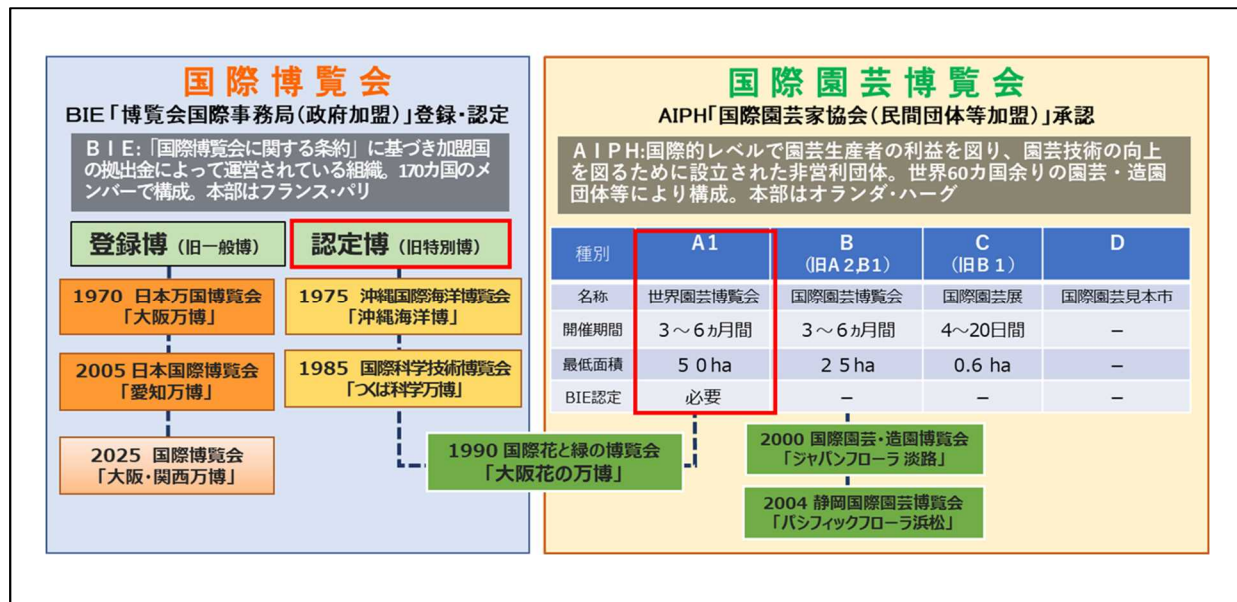 国際博覧会
BIE「博覧会国際事務局(政府加盟)」登録・認定
BIE:「国際博覧会に関する条約」に基づき加盟国
の拠出金によって運営されている組織。170カ国のメ
ンバーで構成。本部はフランス・パリ
登録博(旧一般博)
認定博(旧特別博)
1970 日本万国博覧会
「大阪万博」
1975 沖縄国際海洋博覧会
「沖縄海洋博」
2005 日本国際博覧会
「愛知万博」
1985 国際科学技術博覧会
「つくば科学万博」
2025 国際博覧会
「大阪・関西万博」
1990 国際花と緑の博覧会
「大阪花の万博」
国際園芸博覧会
AIPH「国際園芸家協会(民間団体等加盟)」承認
AIPH:国際的レベルで園芸生産者の利益を図り、園芸技術の向上
を図るために設立された非営利団体。世界60カ国余りの園芸・造園
団体等により構成。本部はオランダ・ハーグ
種別 A1 B C D
(旧A2,B1) (旧B1)
名称 世界園芸博覧会 国際園芸博覧会 国際園芸展 国際園芸見本市
開催期間 3~6ヵ月間 3~6ヵ月間 4~20日間 −
最低面積 50ha 25ha 0.6 ha −
BIE認定 必要 − − −
2000 国際園芸・造園博覧会
「ジャパンフローラ 淡路」
2004 静岡国際園芸博覧会
「パシフィックフローラ浜松」